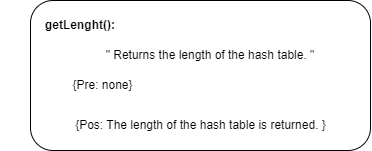 getLenght():
" Returns the length of the hash table. "
{Pre: none}
{Pos: The length of the hash table is returned. }